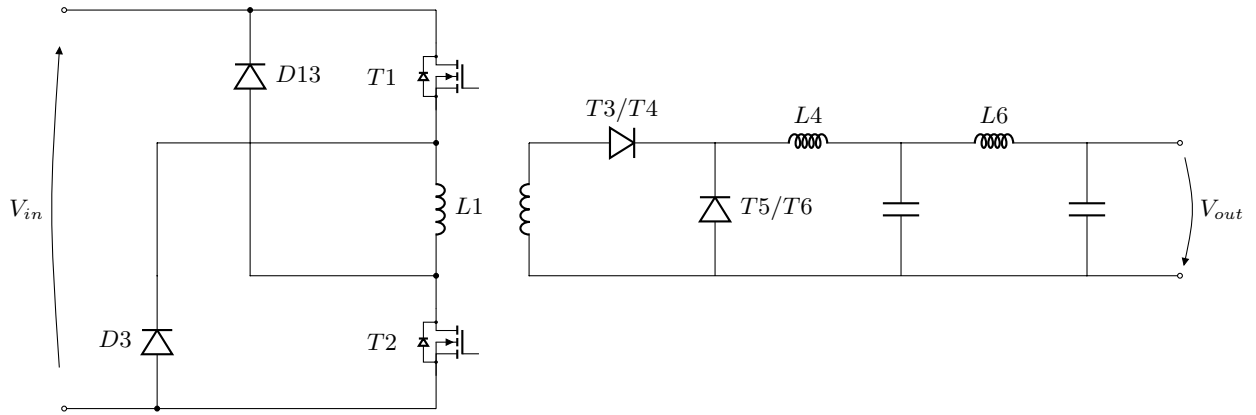 D13
T1
T3/T4
L4
L6
V_in
L1
T5/T6
V_out
D3
T2